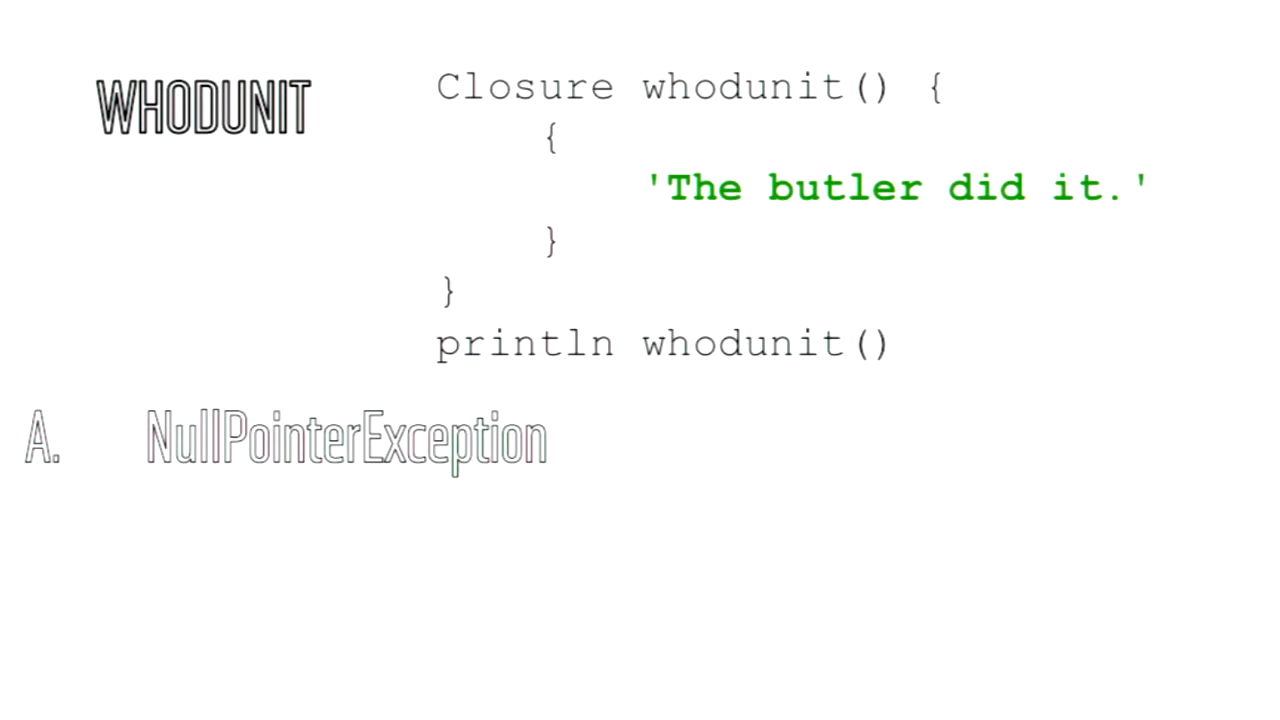 WHODUNIT
Closure whodunit() {
{
'The butler did it.'
}
}
println whodunit()
A. NullPointerException